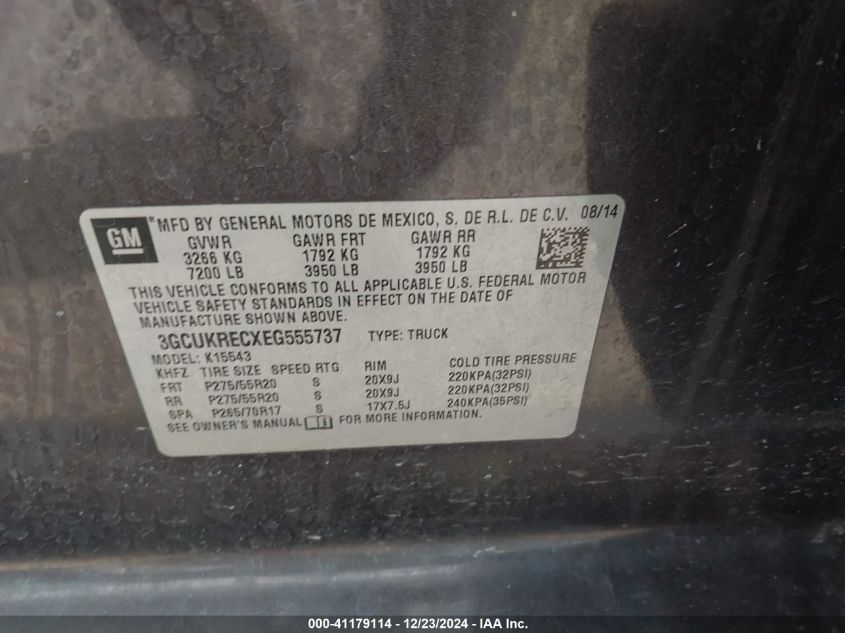 GM *MFD BY GENERAL MOTORS DE MEXICO, S. DE R.L. DE C.V. 08/14
GVWR GAWR FRT GAWR RR
3266 KG 1792 KG 1792 KG
7200 LB 3950 LB 3950 LB
THIS VEHICLE CONFORMS TO ALL APPLICABLE U.S. FEDERAL MOTOR
VEHICLE SAFETY STANDARDS IN EFFECT ON THE DATE OF
MANUFACTURE SHOWN ABOVE.
3GCUKRECXEG555737 TYPE: TRUCK
MODEL: K15543
KHFZ TIRE SIZE SPEED RTG RIM COLD TIRE PRESSURE
FRT P275/55R20 S 20X9J 220KPA(32PSI)
RR P275/55R20 S 20X9J 220KPA(32PSI)
SPA P265/70R17 S 17X7.5J 240KPA(35PSI)
SEE OWNER'S MANUAL FOR MORE INFORMATION.
000-41179114 - 12/23/2024 - IAA, Inc.